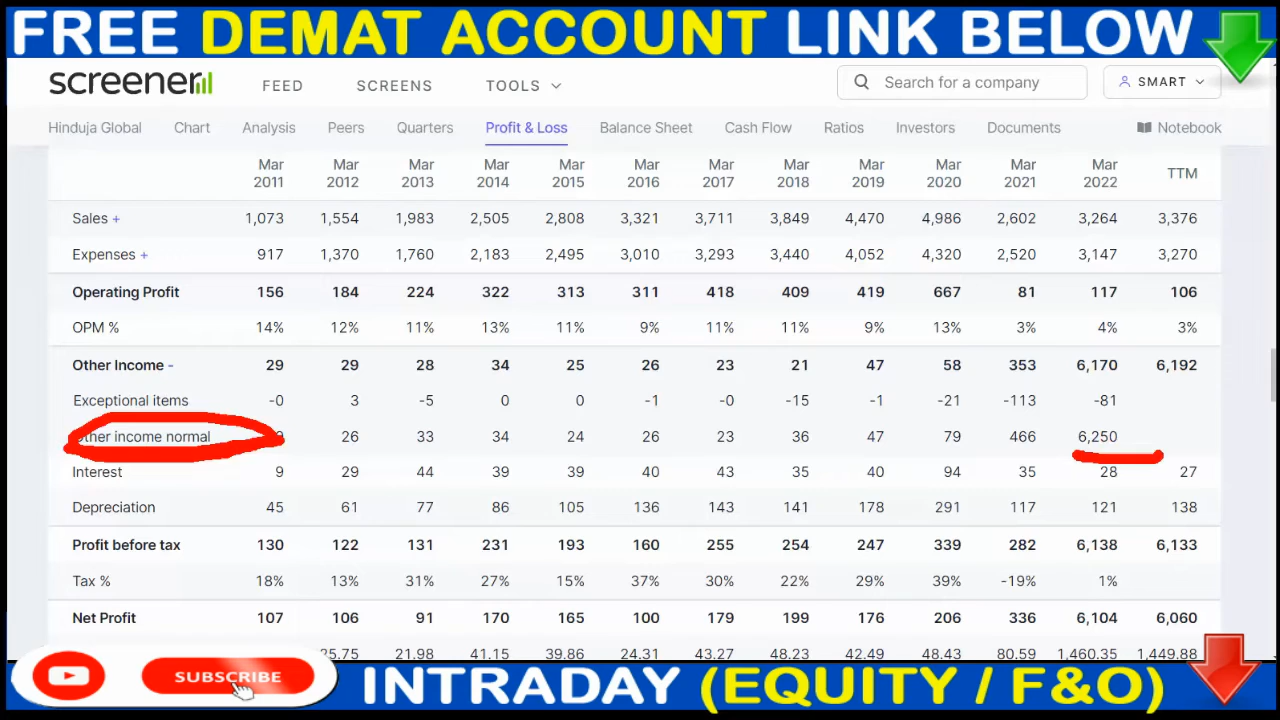 FREE DEMAT ACCOUNT LINK BELOW
screener FEED SCREENS TOOLS Search for a company SMART
Hinduja Global Chart Analysis Peers Quarters Profit & Loss Balance Sheet Cash Flow Ratios Investors Documents Notebook
Mar 2011 Mar 2012 Mar 2013 Mar 2014 Mar 2015 Mar 2016 Mar 2017 Mar 2018 Mar 2019 Mar 2020 Mar 2021 Mar 2022 TTM
Sales + 1,073 1,554 1,983 2,505 2,808 3,321 3,711 3,849 4,470 4,986 2,602 3,264 3,376
Expenses + 917 1,370 1,760 2,183 2,495 3,010 3,293 3,440 4,052 4,320 2,520 3,147 3,270
Operating Profit 156 184 224 322 313 311 418 409 419 667 81 117 106
OPM % 14% 12% 11% 13% 11% 9% 11% 11% 9% 13% 3% 4% 3%
Other Income - 29 29 28 34 25 26 23 21 47 58 353 6,170 6,192
Exceptional items -0 3 -5 0 0 -1 -0 -15 -1 -21 -113 -81
Other income normal 26 33 34 24 26 23 36 47 79 466 6,250
Interest 9 29 44 39 39 40 43 35 40 94 35 28 27
Depreciation 45 61 77 86 105 136 143 141 178 291 117 121 138
Profit before tax 130 122 131 231 193 160 255 254 247 339 282 6,138 6,133
Tax % 18% 13% 31% 27% 15% 37% 30% 22% 29% 39% -19% 1%
Net Profit 107 106 91 170 165 100 179 199 176 206 336 6,104 6,060
25.75 21.98 41.15 39.86 24.31 43.27 48.23 42.49 48.43 80.59 1,460.35 1,449.88
SUBSCRIBE
INTRADAY (EQUITY / F&O)